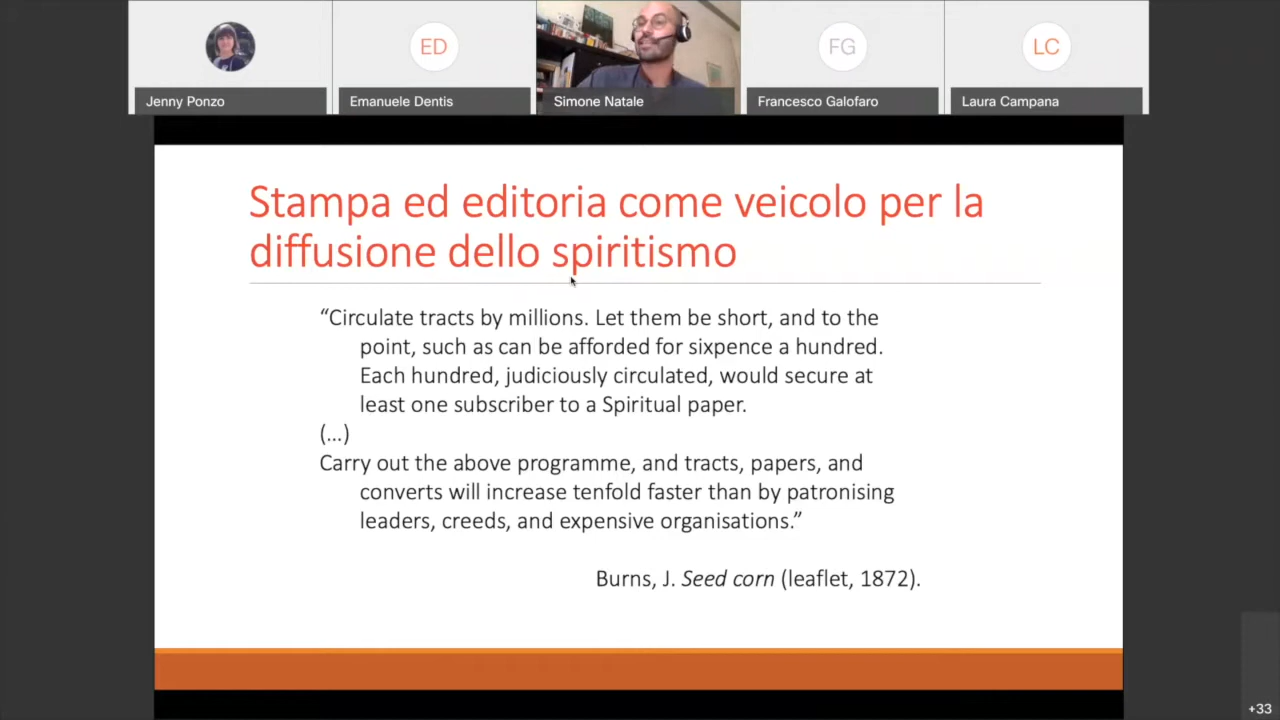 ED
FG
LC
Jenny Ponzo
Emanuele Dentis
Simone Natale
Francesco Galofaro
Laura Campana
Stampa ed editoria come veicolo per la
diffusione dello spiritismo
“Circulate tracts by millions. Let them be short, and to the
point, such as can be afforded for sixpence a hundred.
Each hundred, judiciously circulated, would secure at
least one subscriber to a Spiritual paper.
(…)
Carry out the above programme, and tracts, papers, and
converts will increase tenfold faster than by patronising
leaders, creeds, and expensive organisations.”
Burns, J. Seed corn (leaflet, 1872).
+33